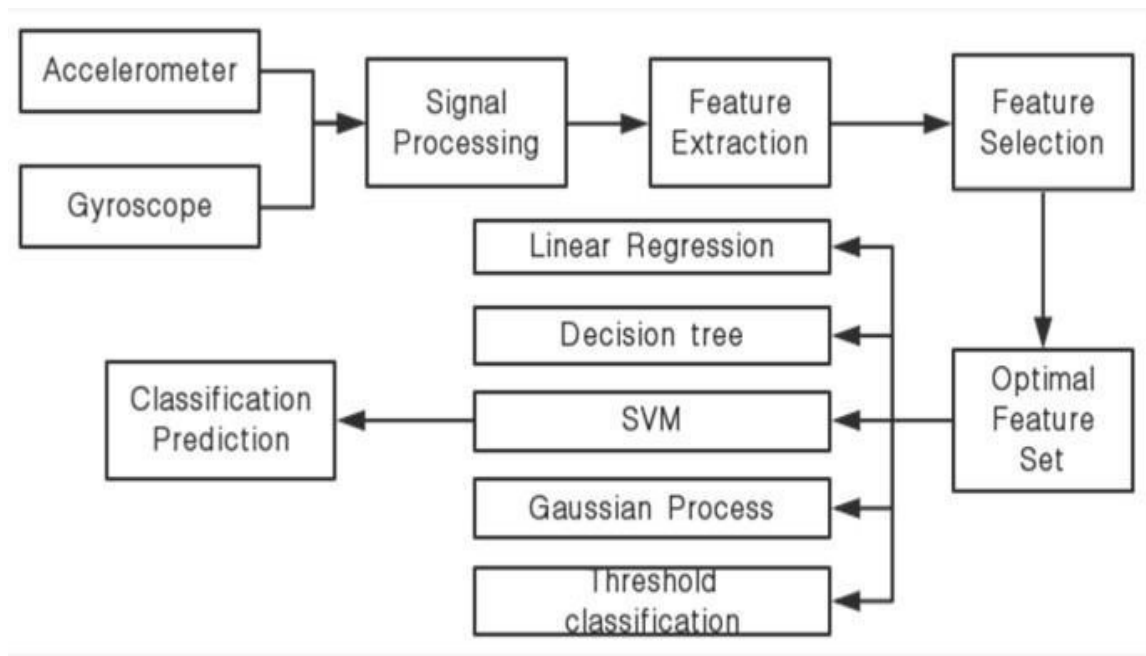 Accelerometer
Gyroscope
Signal
Processing
Feature
Extraction
Feature
Selection
Linear Regression
Decision tree
SVM
Gaussian Process
Threshold
classification
Optimal
Feature
Set
Classification
Prediction